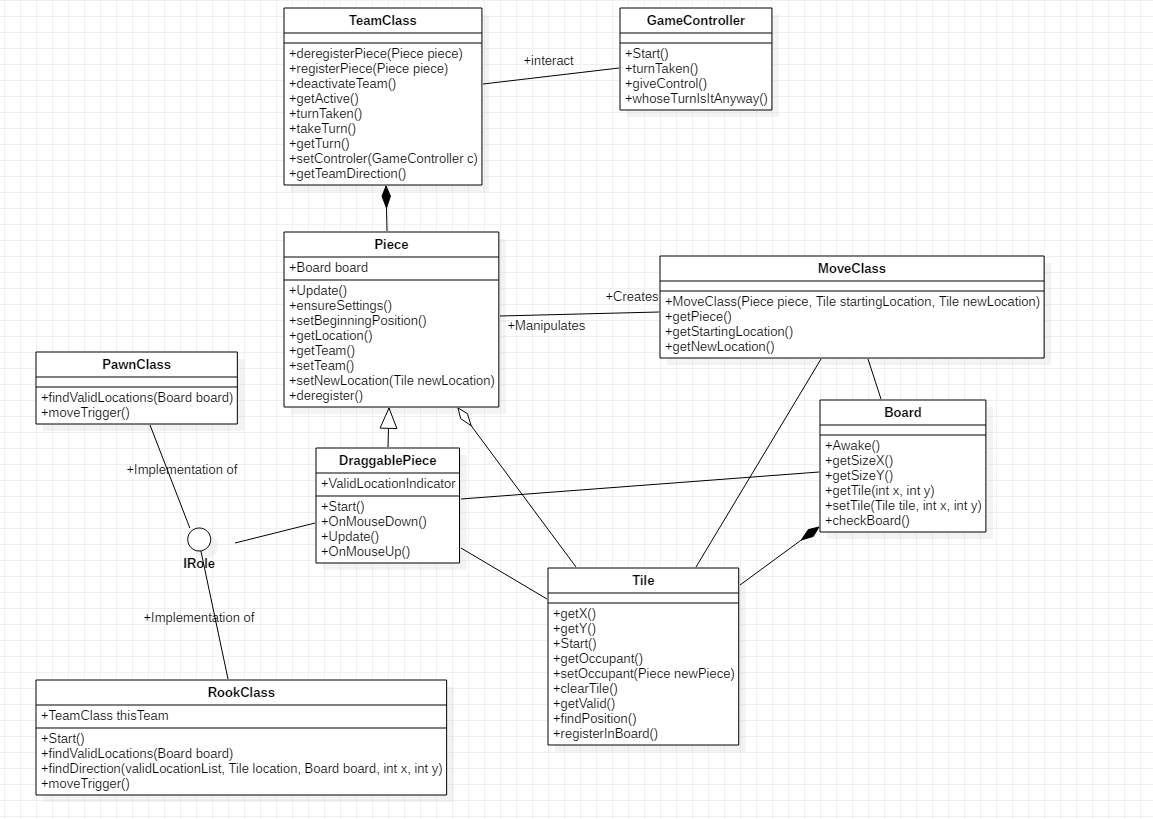 TeamClass
+deregisterPiece(Piece piece)
+registerPiece(Piece piece)
+deactivateTeam()
+getActive()
+turnTaken()
+takeTurn()
+getTurn()
+setControler(GameController c)
+getTeamDirection()
+interact
GameController
+Start()
+turnTaken()
+giveControl()
+whoseTurnIsItAnyway()
Piece
+Board board
+Update()
+ensureSettings()
+setBeginningPosition()
+getLocation()
+getTeam()
+setTeam()
+setNewLocation(Tile newLocation)
+deregister()
+Creates
+Manipulates
MoveClass
+MoveClass(Piece piece, Tile startingLocation, Tile newLocation)
+getPiece()
+getStartingLocation()
+getNewLocation()
PawnClass
+findValidLocations(Board board)
+moveTrigger()
+Implementation of
DraggablePiece
+ValidLocationIndicator
+Start()
+OnMouseDown()
+Update()
+OnMouseUp()
Board
+Awake()
+getSizeX()
+getSizeY()
+getTile(int x, int y)
+setTile(Tile tile, int x, int y)
+checkBoard()
IRole
+Implementation of
Tile
+getX()
+getY()
+Start()
+getOccupant()
+setOccupant(Piece newPiece)
+clearTile()
+getValid()
+findPosition()
+registerInBoard()
RookClass
+TeamClass thisTeam
+Start()
+findValidLocations(Board board)
+findDirection(validLocationList, Tile location, Board board, int x, int y)
+moveTrigger()